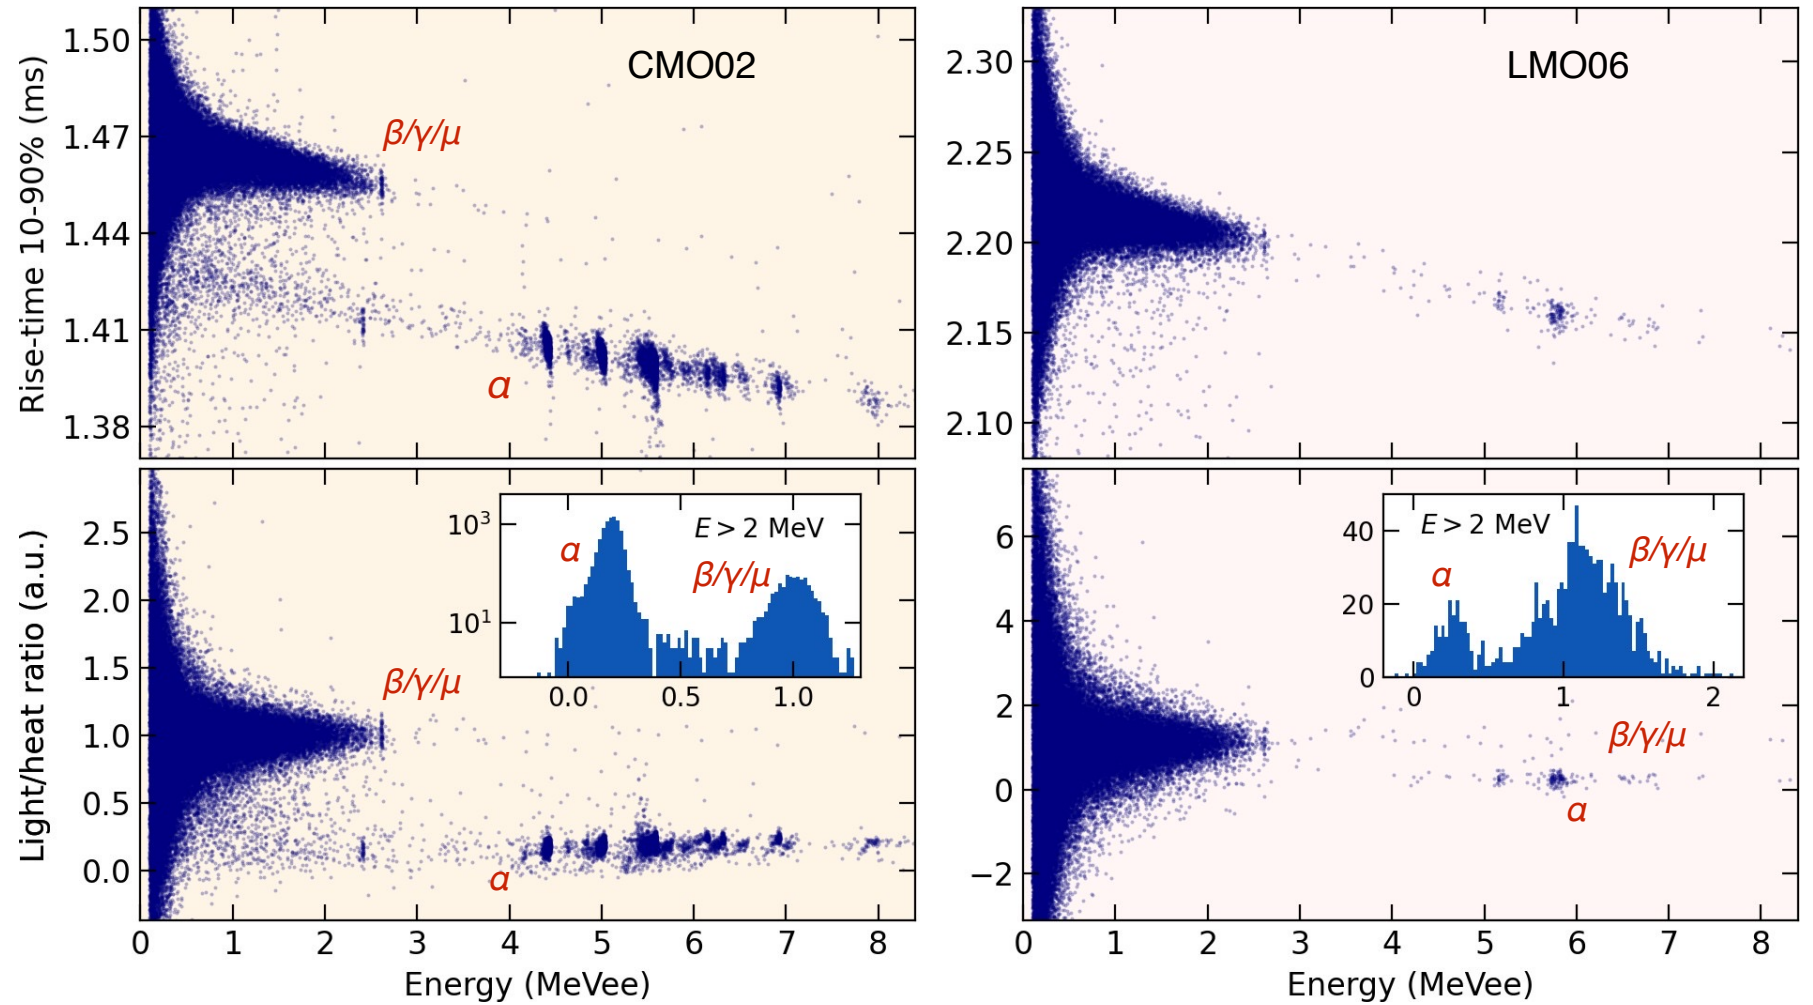 CMO02
Rise-time 10-90% (ms)
1.50
1.47
1.44
1.41
1.38
β/γ/μ
α
LMO06
2.30
2.25
2.20
2.15
2.10
Light/heat ratio (a.u.)
2.5
2.0
1.5
1.0
0.5
0.0
β/γ/μ
α
10³
10¹
E > 2 MeV
α
β/γ/μ
0.0 0.5 1.0
0 1 2 3 4 5 6 7 8
Energy (MeVee)
6
4
2
0
−2
40
20
0
E > 2 MeV
α
β/γ/μ
0 1 2
β/γ/μ
α
0 1 2 3 4 5 6 7 8
Energy (MeVee)